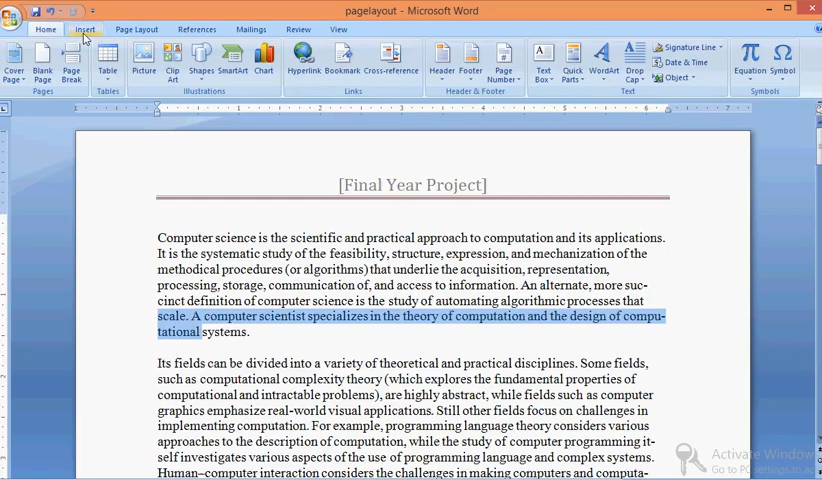 pagelayout - Microsoft Word
Home Insert Page Layout References Mailings Review View
Cover Page Blank Page Page Break Table Picture Clip Art Shapes SmartArt Chart Hyperlink Bookmark Cross-reference Header Footer Page Number Text Box Quick Parts WordArt Drop Cap Signature Line Date & Time Object Equation Symbol
Pages Tables Illustrations Links Header & Footer Text Symbols
1 2 3 4 5 6 7
[Final Year Project]
Computer science is the scientific and practical approach to computation and its applications.
It is the systematic study of the feasibility, structure, expression, and mechanization of the
methodical procedures (or algorithms) that underlie the acquisition, representation,
processing, storage, communication of, and access to information. An alternate, more suc-
cinct definition of computer science is the study of automating algorithmic processes that
scale. A computer scientist specializes in the theory of computation and the design of compu-
tational systems.
Its fields can be divided into a variety of theoretical and practical disciplines. Some fields,
such as computational complexity theory (which explores the fundamental properties of
computational and intractable problems), are highly abstract, while fields such as computer
graphics emphasize real-world visual applications. Still other fields focus on challenges in
implementing computation. For example, programming language theory considers various
approaches to the description of computation, while the study of computer programming it-
self investigates various aspects of the use of programming language and complex systems.
Human–computer interaction considers the challenges in making computers and computa-
Activate Window
Go to PC settings to ac